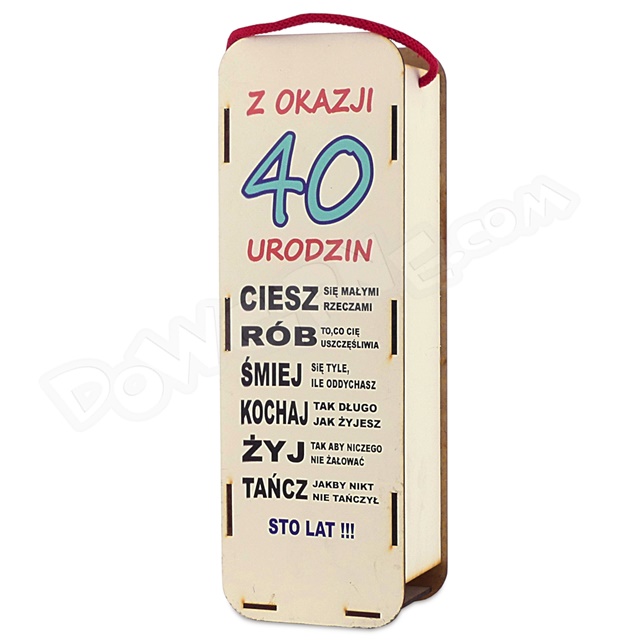 Z OKAZJI
40
URODZIN
CIESZ SIĘ MAŁYMI
RZECZAMI
RÓB TO,CO CIĘ
USZCZĘŚLIWIA
ŚMIEJ SIĘ TYLE,
ILE ODDYCHASZ
KOCHAJ TAK DŁUGO
JAK ŻYJESZ
ŻYJ TAK ABY NICZEGO
NIE ŻAŁOWAĆ
TAŃCZ JAKBY NIKT
NIE TAŃCZYŁ
STO LAT !!!